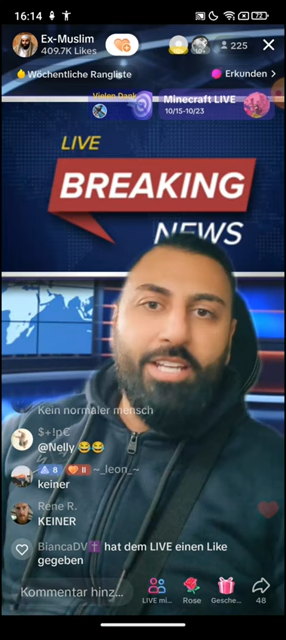 16:14
72
Ex-Muslim
409.7K Likes
225
Wöchentliche Rangliste
Erkunden >
Vielen Dank
Minecraft LIVE
10/15-10/23
LIVE
BREAKING
NEWS
Kein normaler mensch
$+!p€
@Nelly 😂😂
8 II ~_leon_~
keiner
Rene R.
KEINER
BiancaDV✝️ hat dem LIVE einen Like
gegeben
Kommentar hinz...
LIVE mi...
Rose
Gesche...
48